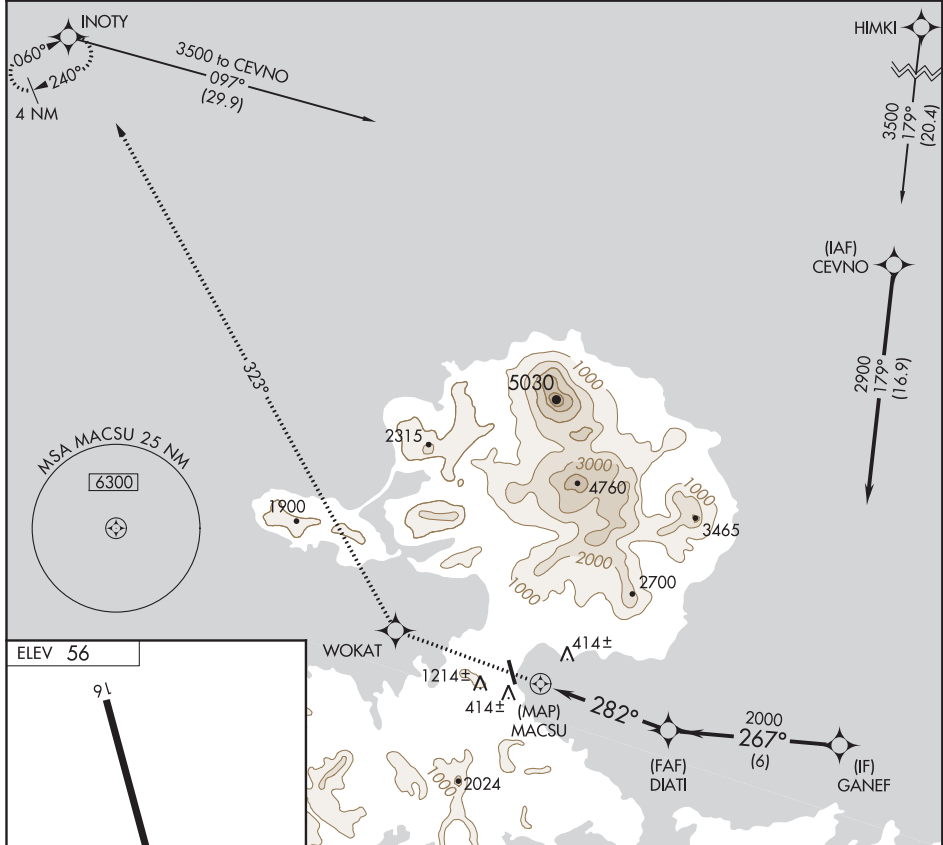 INOTY
060°
240°
4 NM
3500 to CEVNO
097°
(29.9)
HIMKI
3500
179°
(20.4)
(IAF)
CEVNO
2900
179°
(16.9)
323°
MSA MACSU 25 NM
6300
1000
5030
2315
3000
4760
1000
3465
1900
2000
1000
2700
WOKAT
414±
1214±
414±
(MAP)
MACSU
282°
2000
267°
(6)
(FAF)
DIATI
(IF)
GANEF
1000
2024
ELEV 56
16